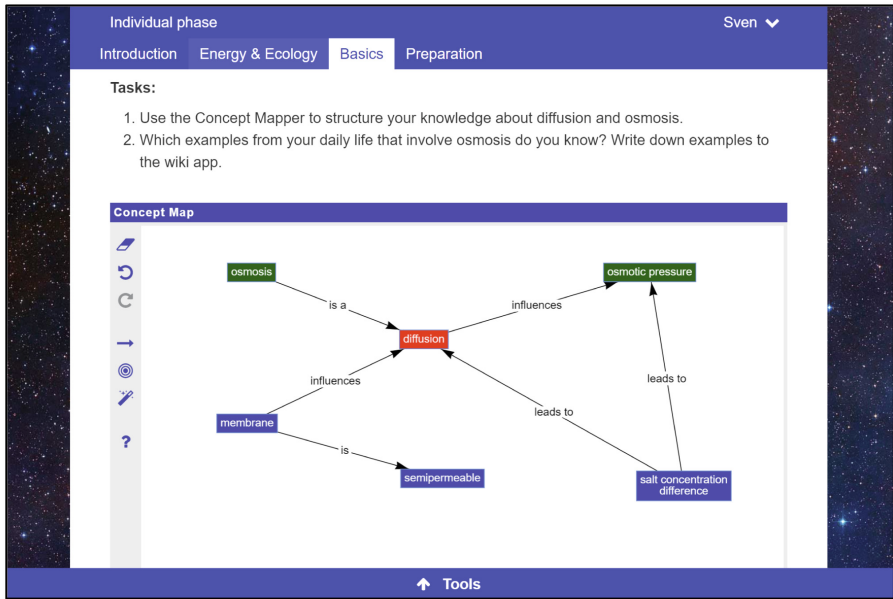 Individual phase
Sven
Introduction Energy & Ecology Basics Preparation
Tasks:
1. Use the Concept Mapper to structure your knowledge about diffusion and osmosis.
2. Which examples from your daily life that involve osmosis do you know? Write down examples to
the wiki app.
Concept Map
osmosis
osmotic pressure
is a
influences
diffusion
influences
leads to
leads to
membrane
is
semipermeable
salt concentration
difference
?
Tools